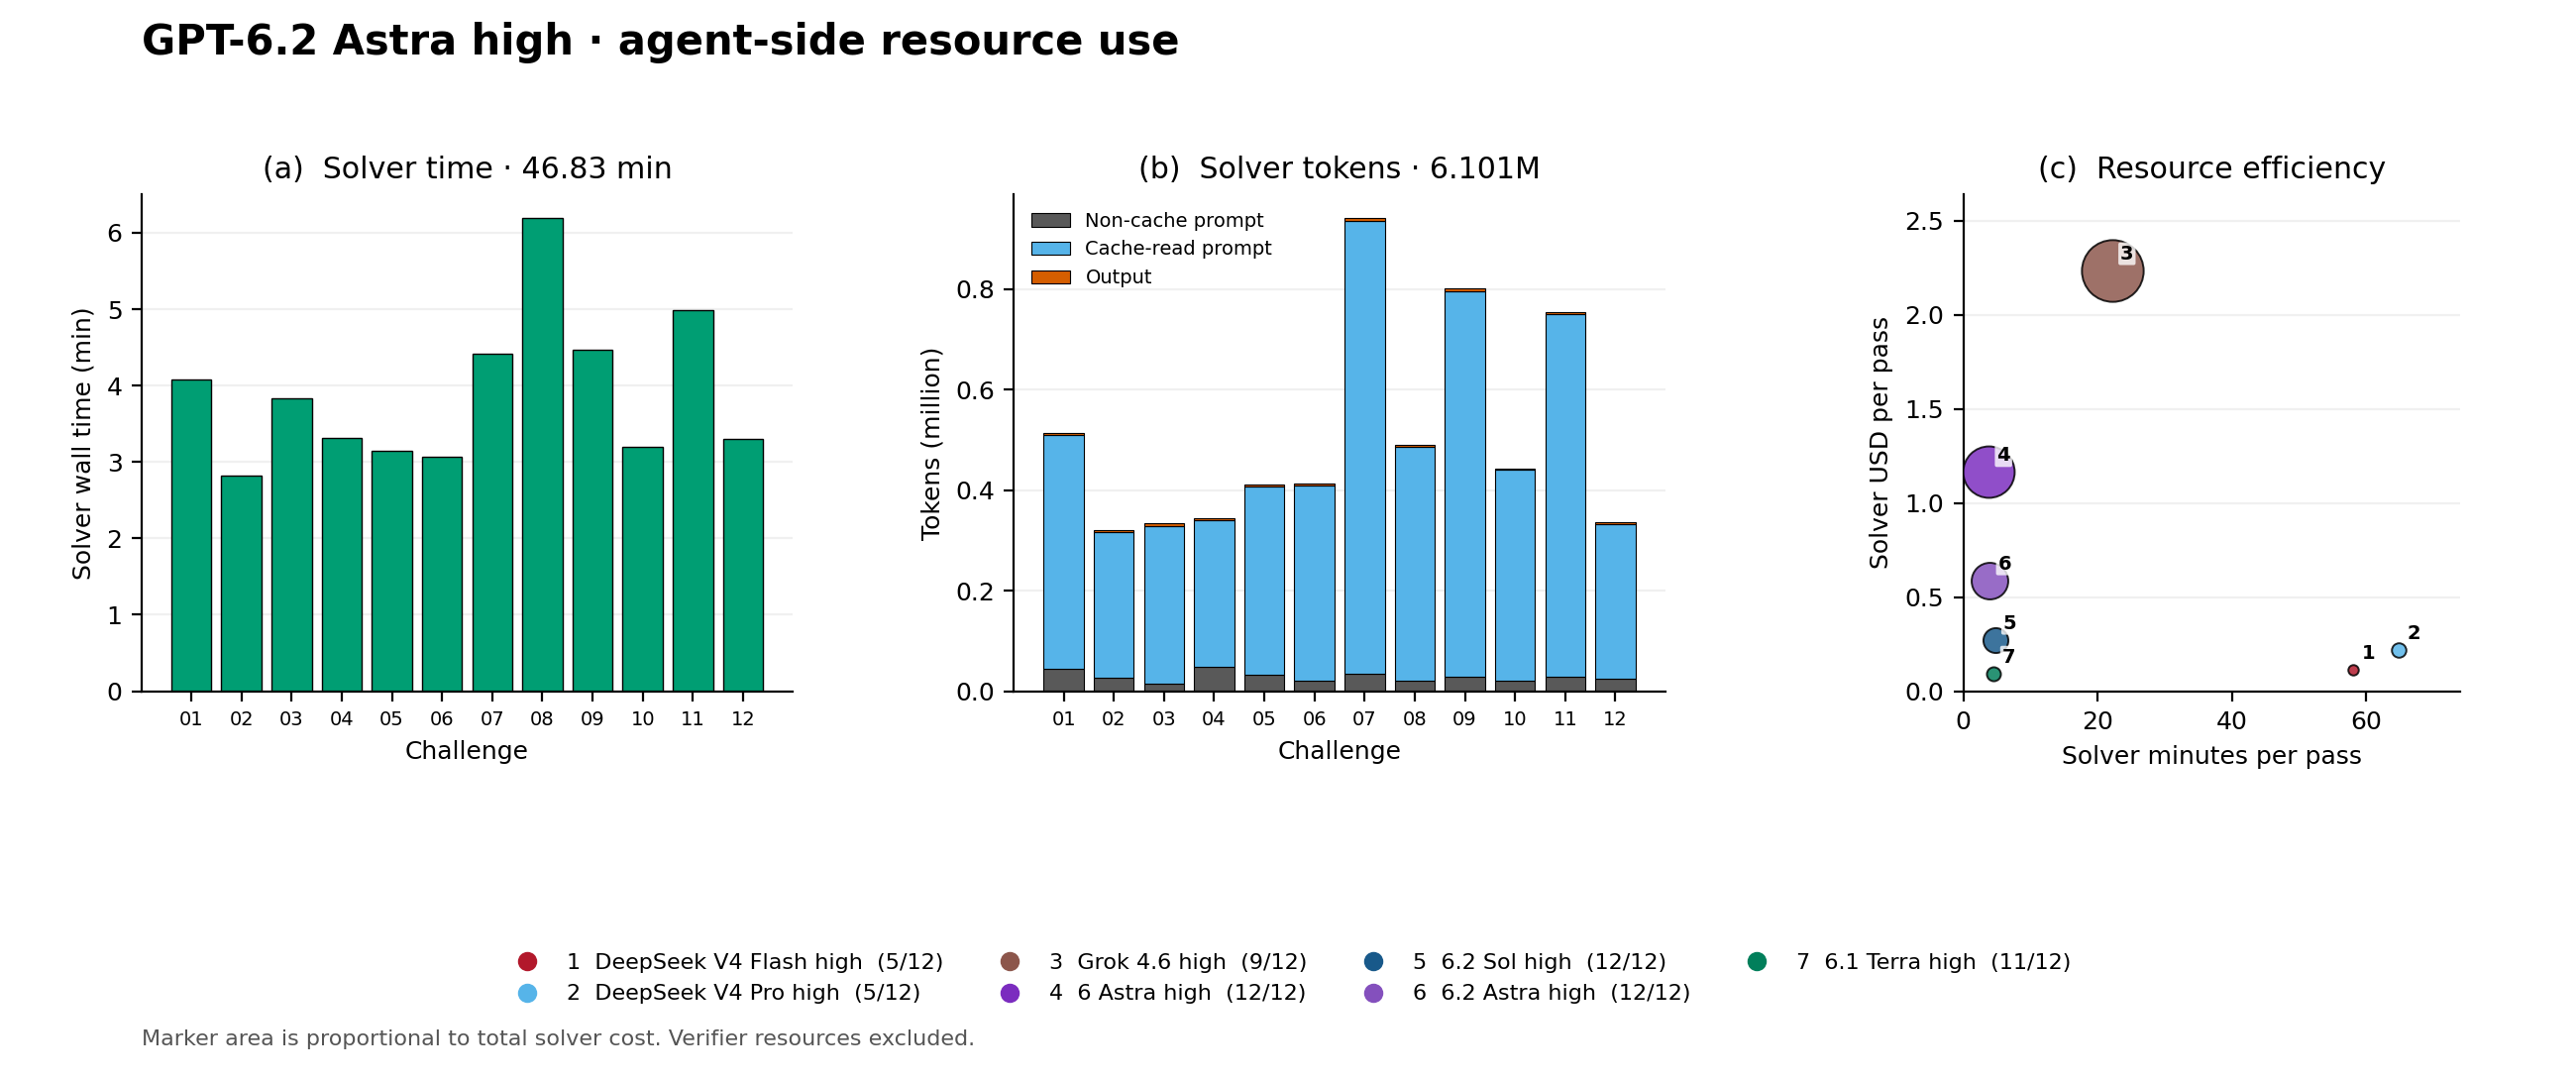 GPT-6.2 Astra high · agent-side resource use
(a)  Solver time · 46.83 min
Solver wall time (min)
6
5
4
3
2
1
0
01 02 03 04 05 06 07 08 09 10 11 12
Challenge
(b)  Solver tokens · 6.101M
Non-cache prompt
Cache-read prompt
Output
Tokens (million)
0.8
0.6
0.4
0.2
0.0
01 02 03 04 05 06 07 08 09 10 11 12
Challenge
(c)  Resource efficiency
Solver USD per pass
2.5
2.0
1.5
1.0
0.5
0.0
3
4
6
5
7
1
2
0 20 40 60
Solver minutes per pass
1  DeepSeek V4 Flash high  (5/12)
2  DeepSeek V4 Pro high  (5/12)
3  Grok 4.6 high  (9/12)
4  6 Astra high  (12/12)
5  6.2 Sol high  (12/12)
6  6.2 Astra high  (12/12)
7  6.1 Terra high  (11/12)
Marker area is proportional to total solver cost. Verifier resources excluded.